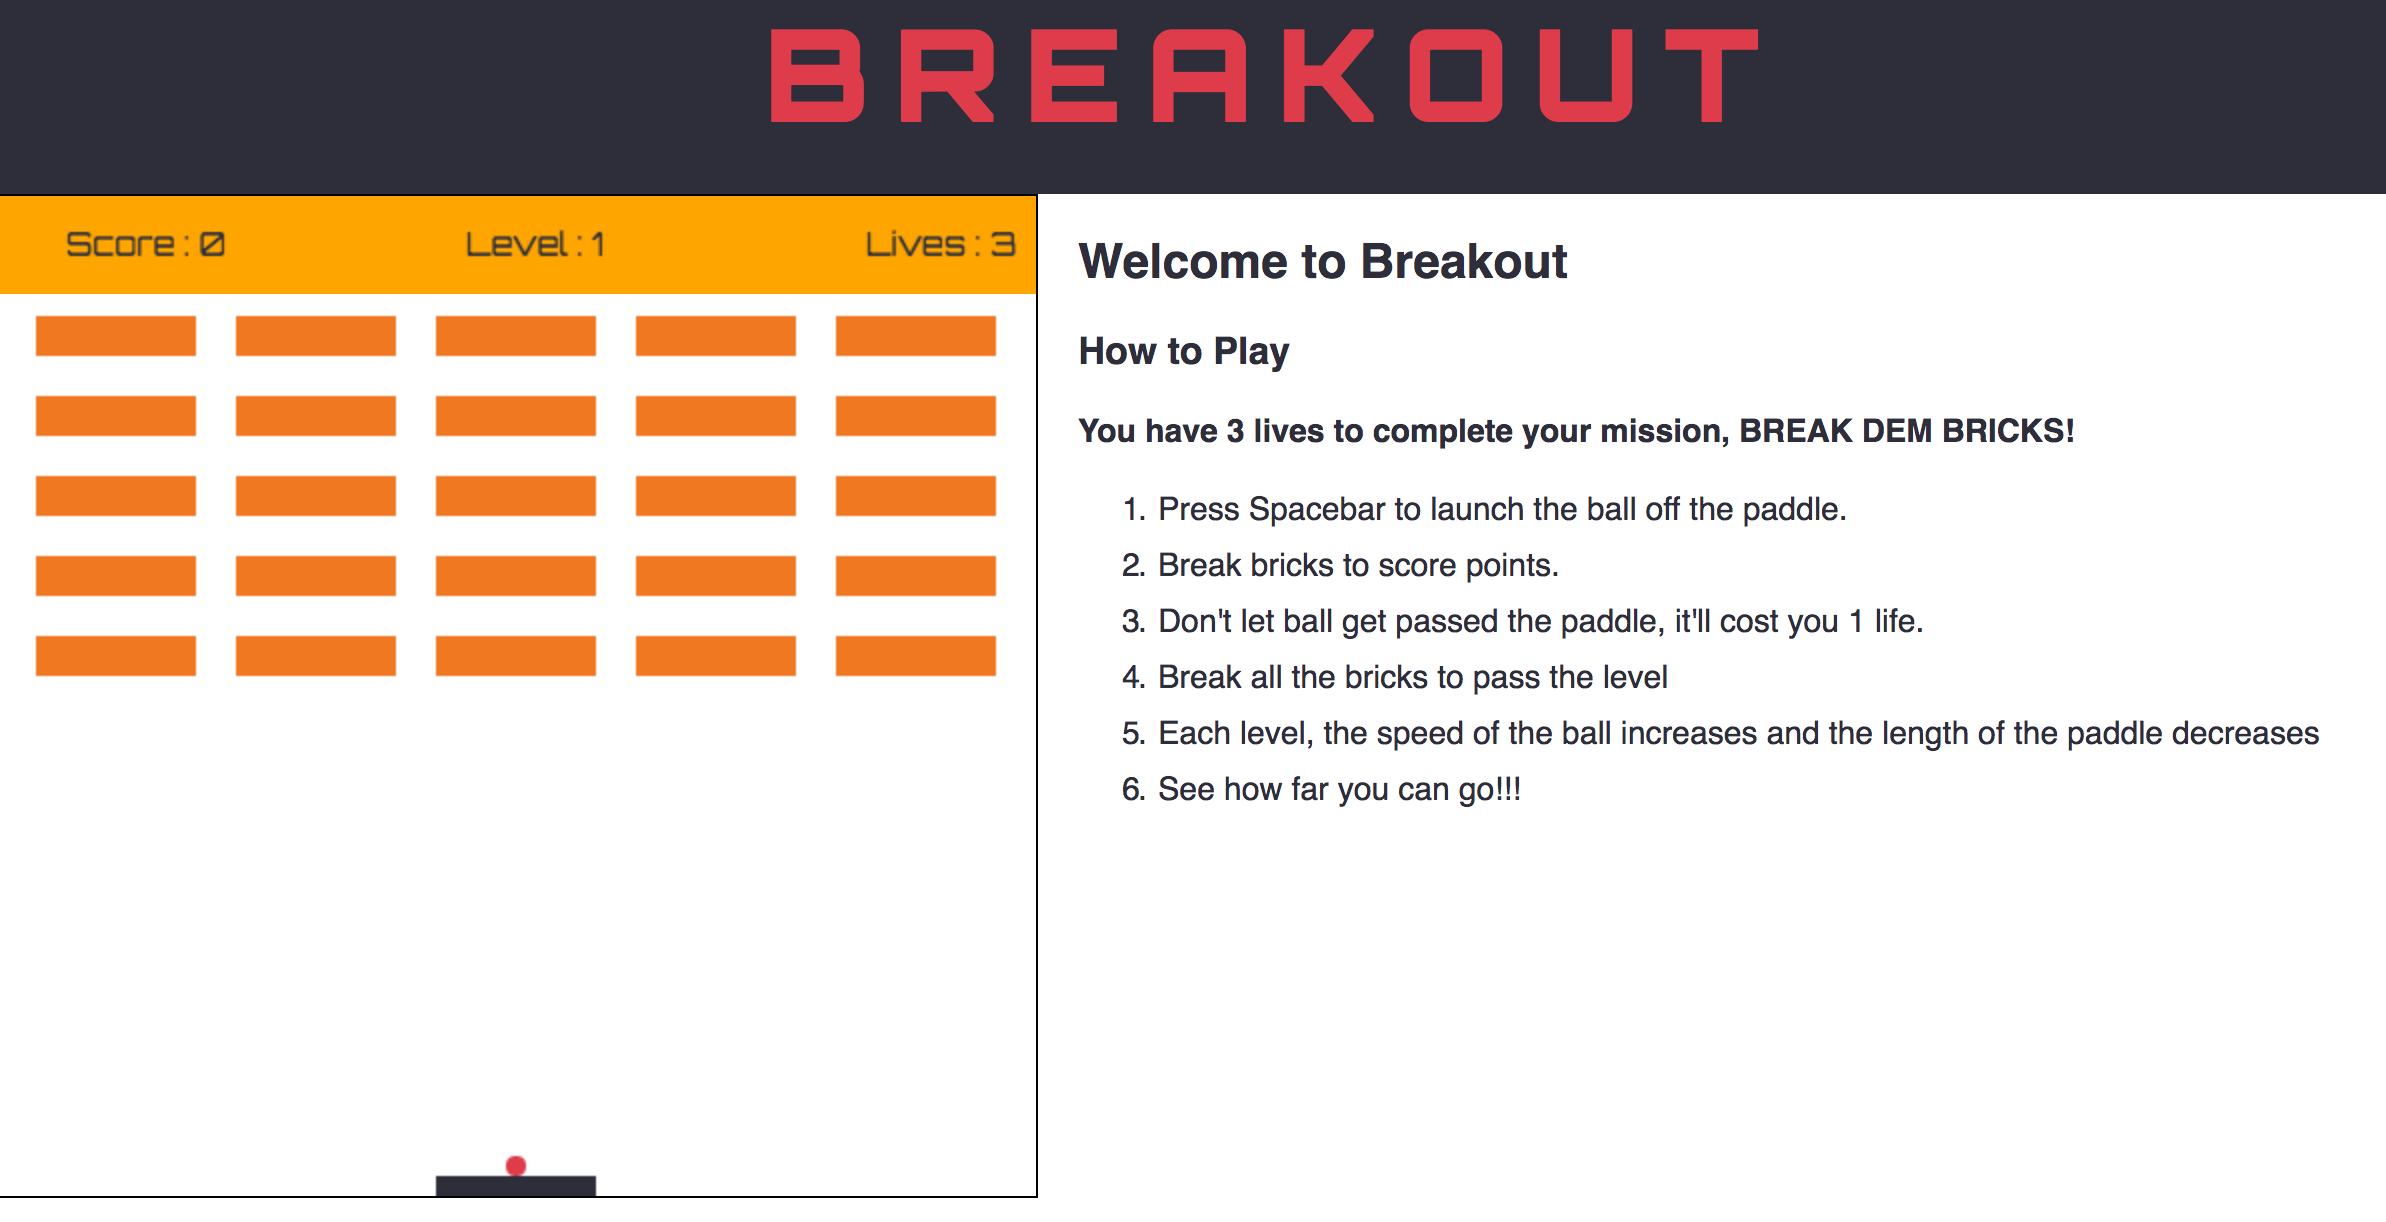 BREAKOUT
Score : 0 Level : 1 Lives : 3
Welcome to Breakout
How to Play
You have 3 lives to complete your mission, BREAK DEM BRICKS!
1. Press Spacebar to launch the ball off the paddle.
2. Break bricks to score points.
3. Don't let ball get passed the paddle, it'll cost you 1 life.
4. Break all the bricks to pass the level
5. Each level, the speed of the ball increases and the length of the paddle decreases
6. See how far you can go!!!